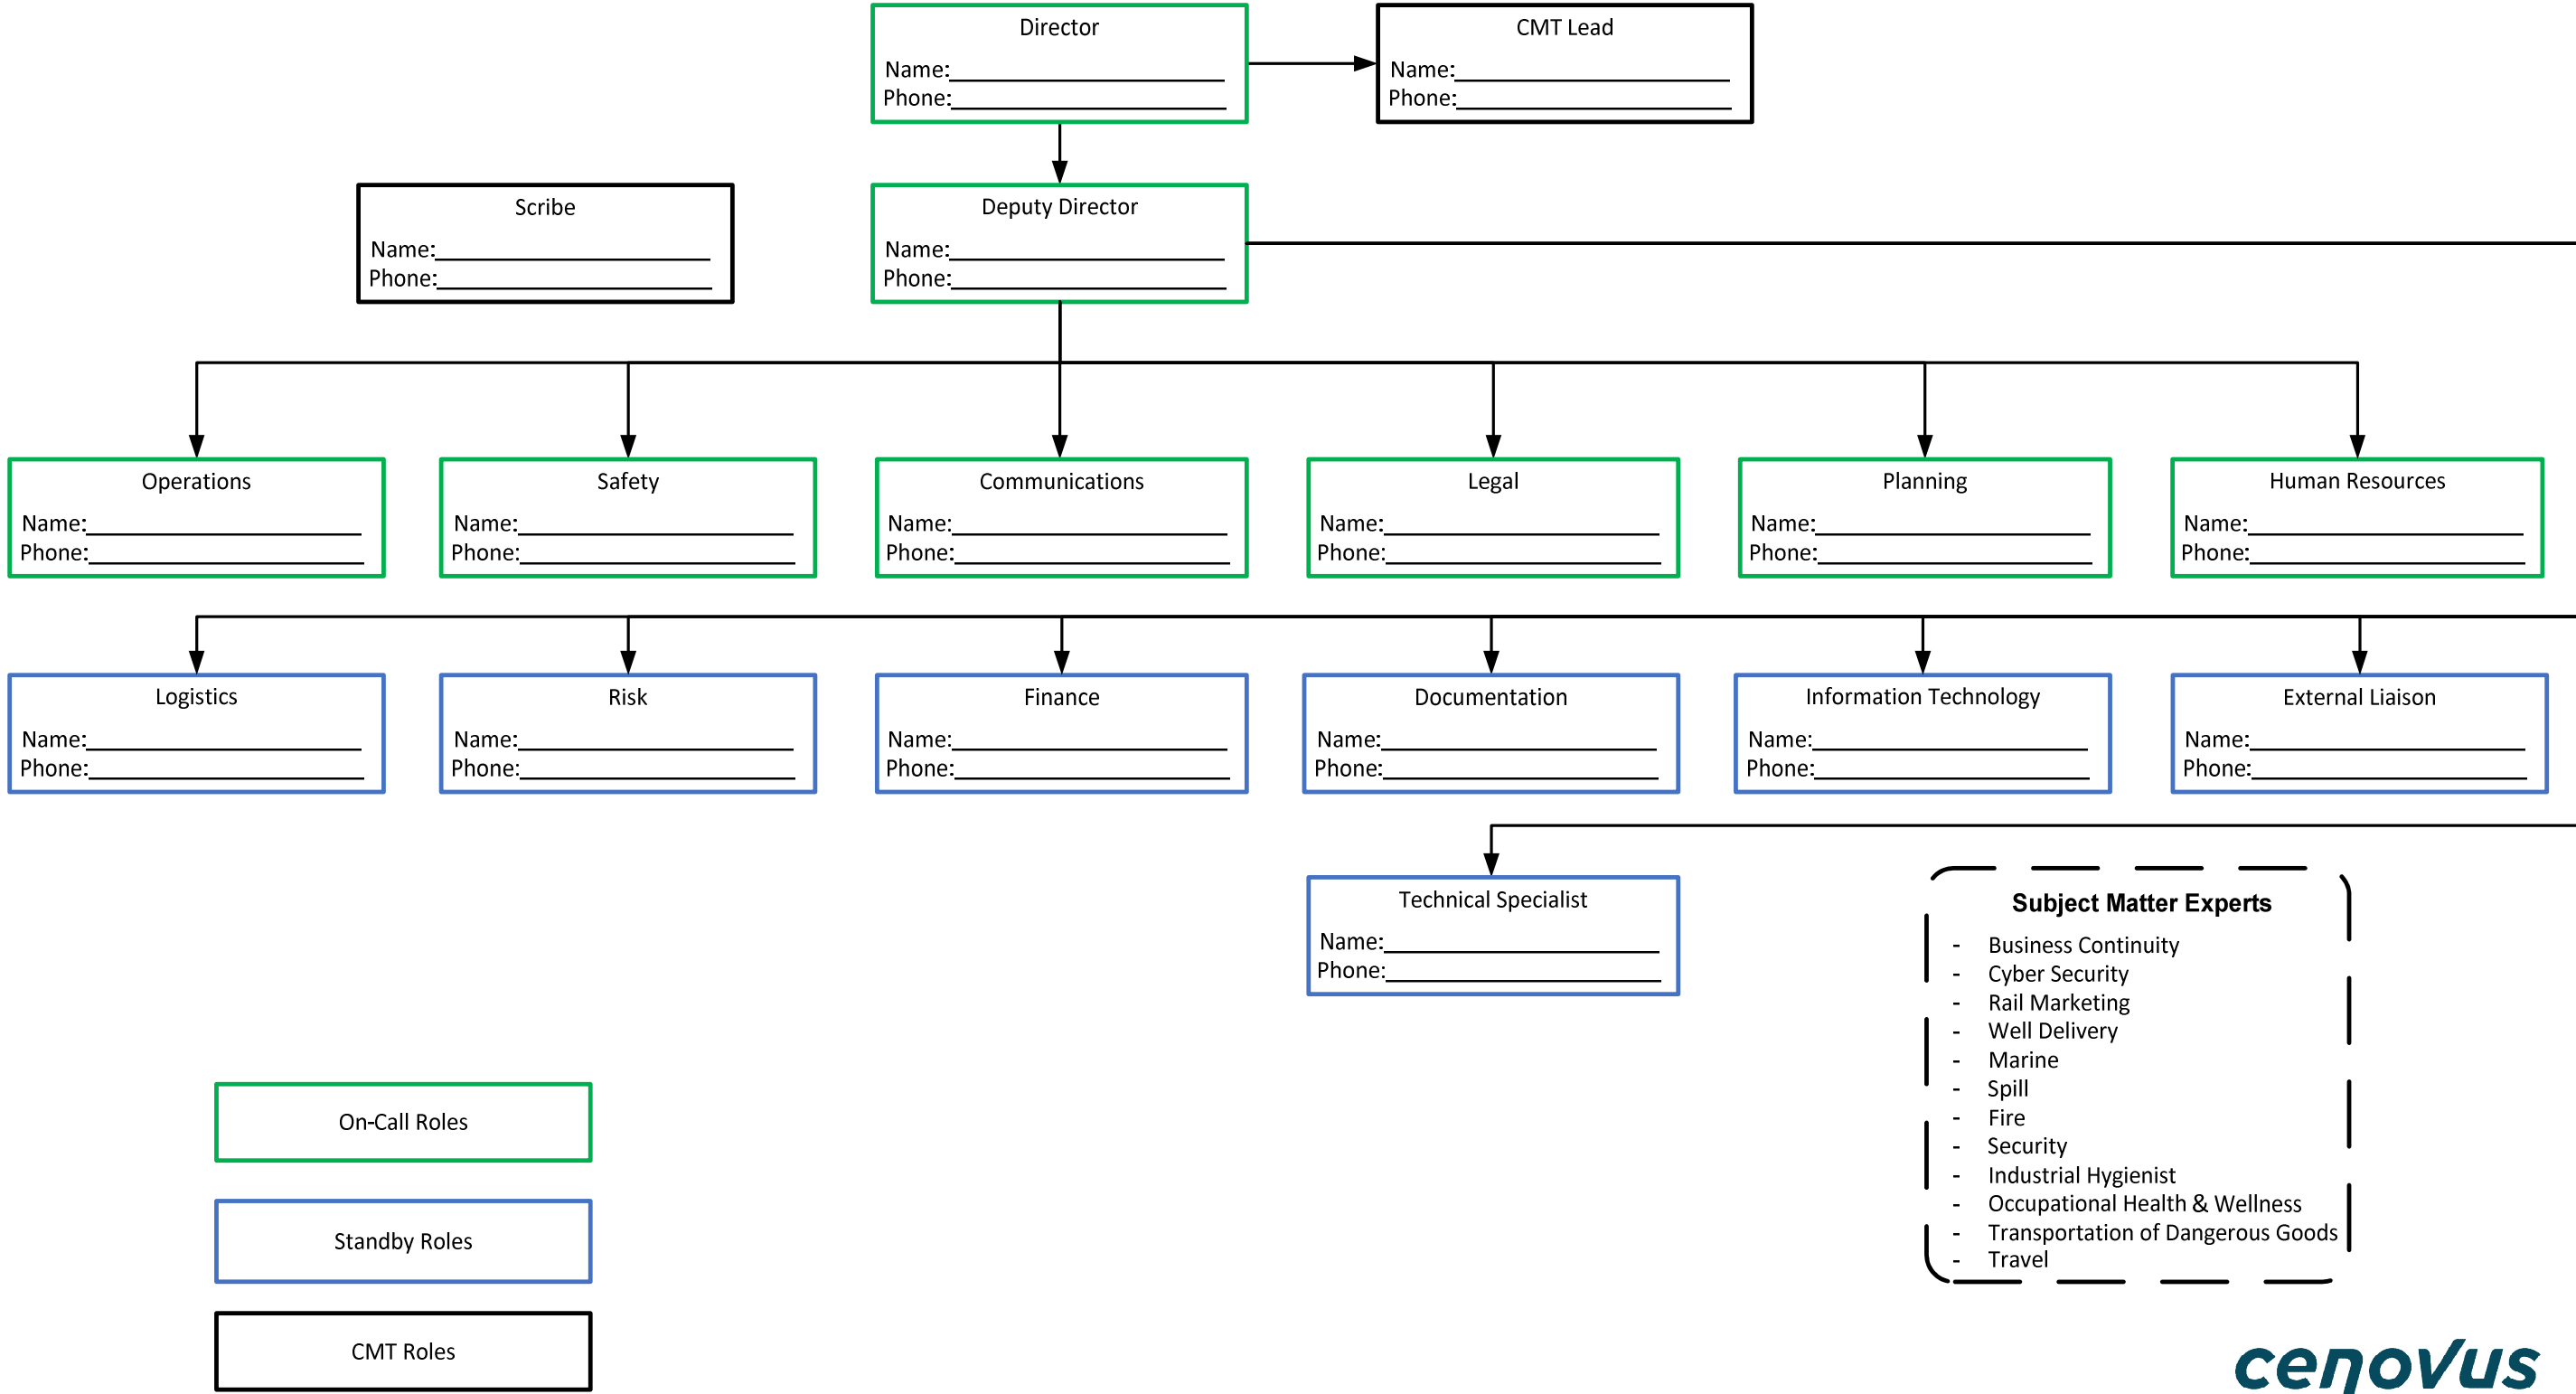 Director
Name:
Phone:
CMT Lead
Name:
Phone:
Scribe
Name:
Phone:
Deputy Director
Name:
Phone:
Operations
Name:
Phone:
Safety
Name:
Phone:
Communications
Name:
Phone:
Legal
Name:
Phone:
Planning
Name:
Phone:
Human Resources
Name:
Phone:
Logistics
Name:
Phone:
Risk
Name:
Phone:
Finance
Name:
Phone:
Documentation
Name:
Phone:
Information Technology
Name:
Phone:
External Liaison
Name:
Phone:
Technical Specialist
Name:
Phone:
Subject Matter Experts
- Business Continuity
- Cyber Security
- Rail Marketing
- Well Delivery
- Marine
- Spill
- Fire
- Security
- Industrial Hygienist
- Occupational Health & Wellness
- Transportation of Dangerous Goods
- Travel
On-Call Roles
Standby Roles
CMT Roles
cenovus